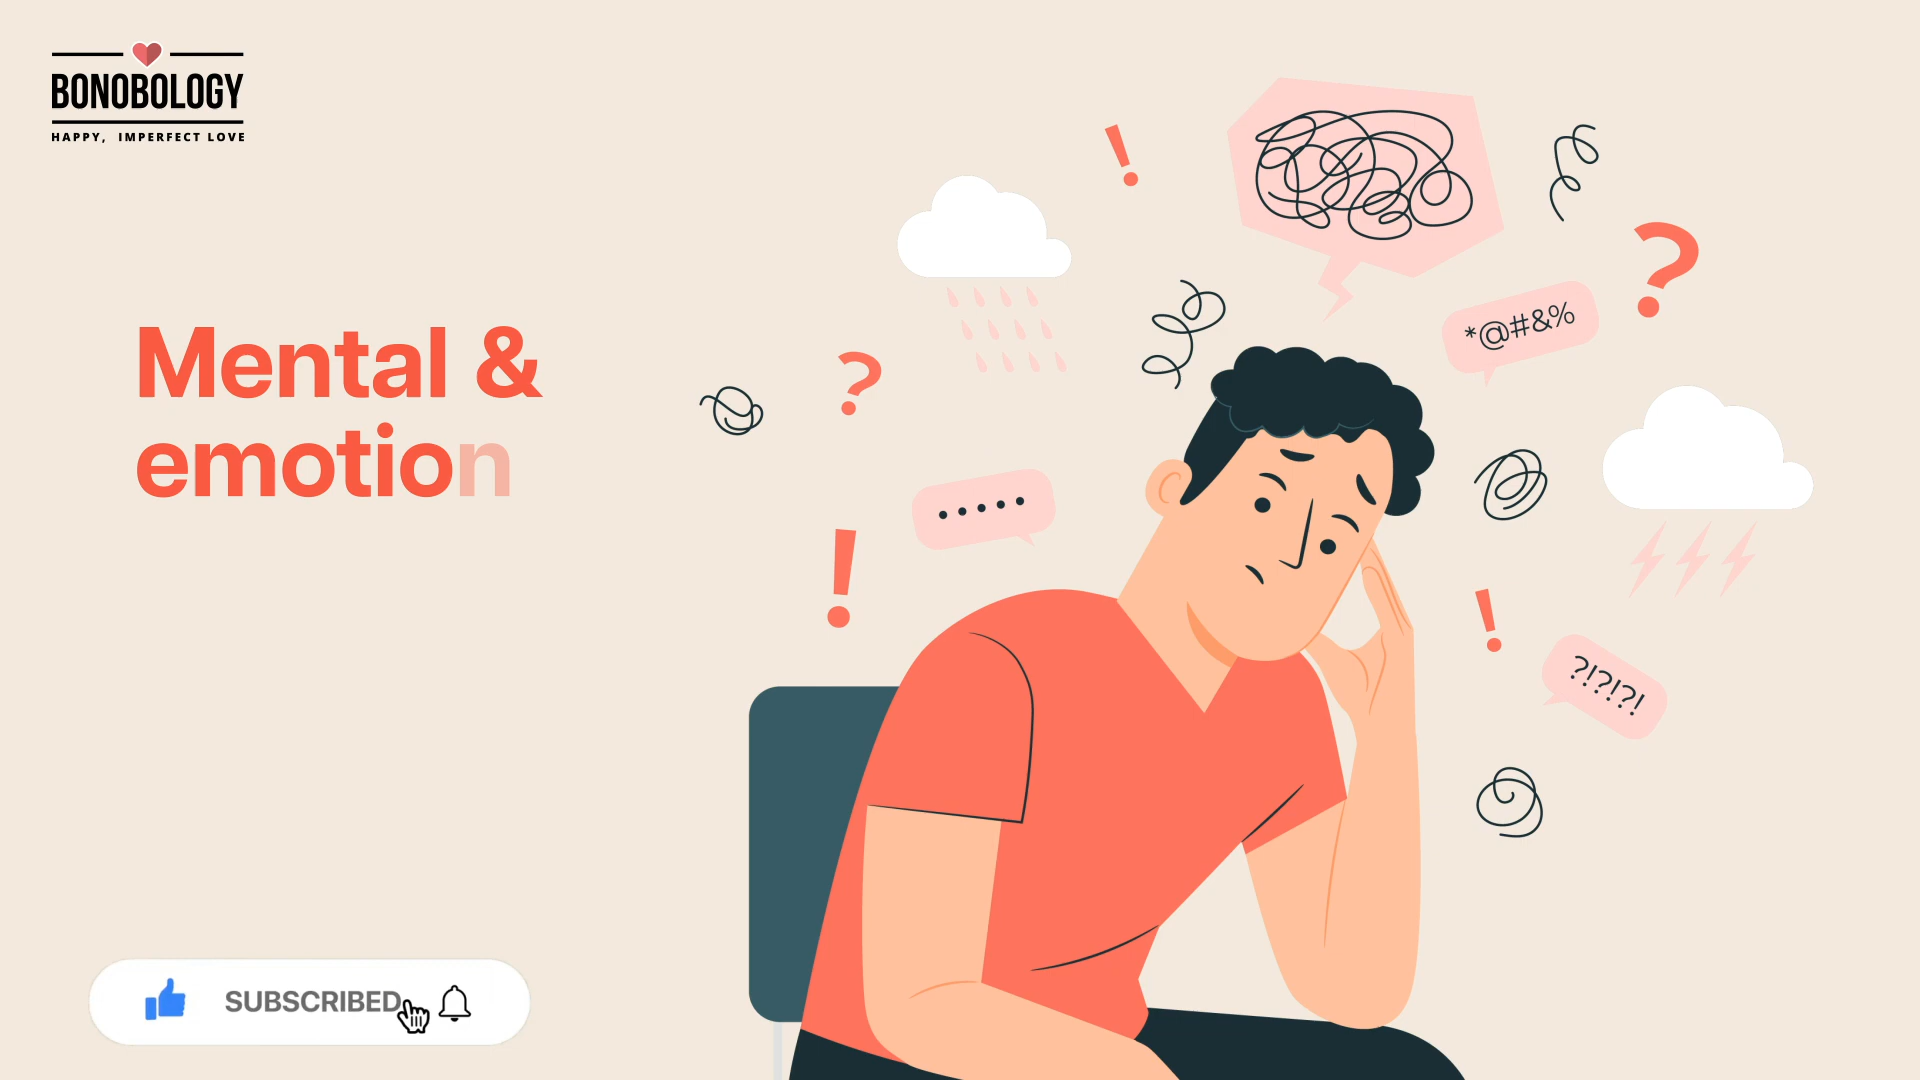 BONOBOLOGY
HAPPY, IMPERFECT LOVE
*@#&%
Mental &
emotion
?!?!?!
SUBSCRIBED